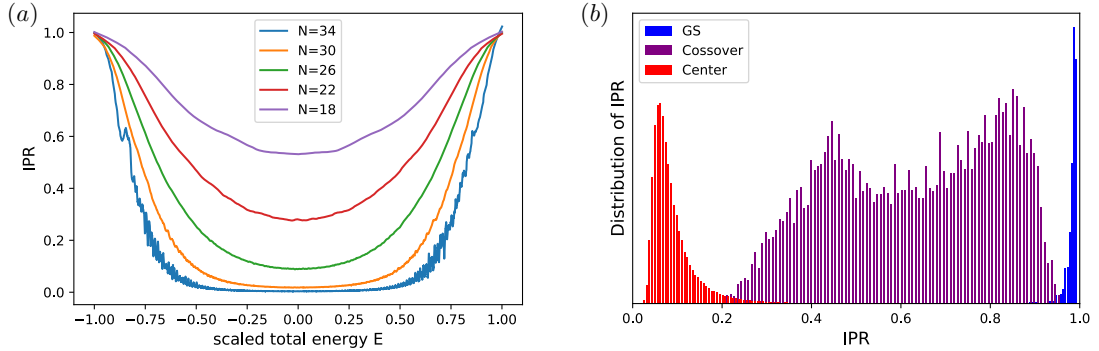 (a)
IPR
1.0
0.8
0.6
0.4
0.2
0.0
N=34
N=30
N=26
N=22
N=18
−1.00 −0.75 −0.50 −0.25 0.00 0.25 0.50 0.75 1.00
scaled total energy E
(b)
Distribution of IPR
GS
Cossover
Center
0.0 0.2 0.4 0.6 0.8 1.0
IPR